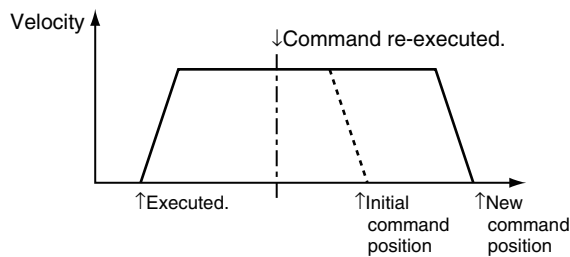 Velocity
↓Command re-executed.
↑Executed.
↑Initial
command
position
↑New
command
position